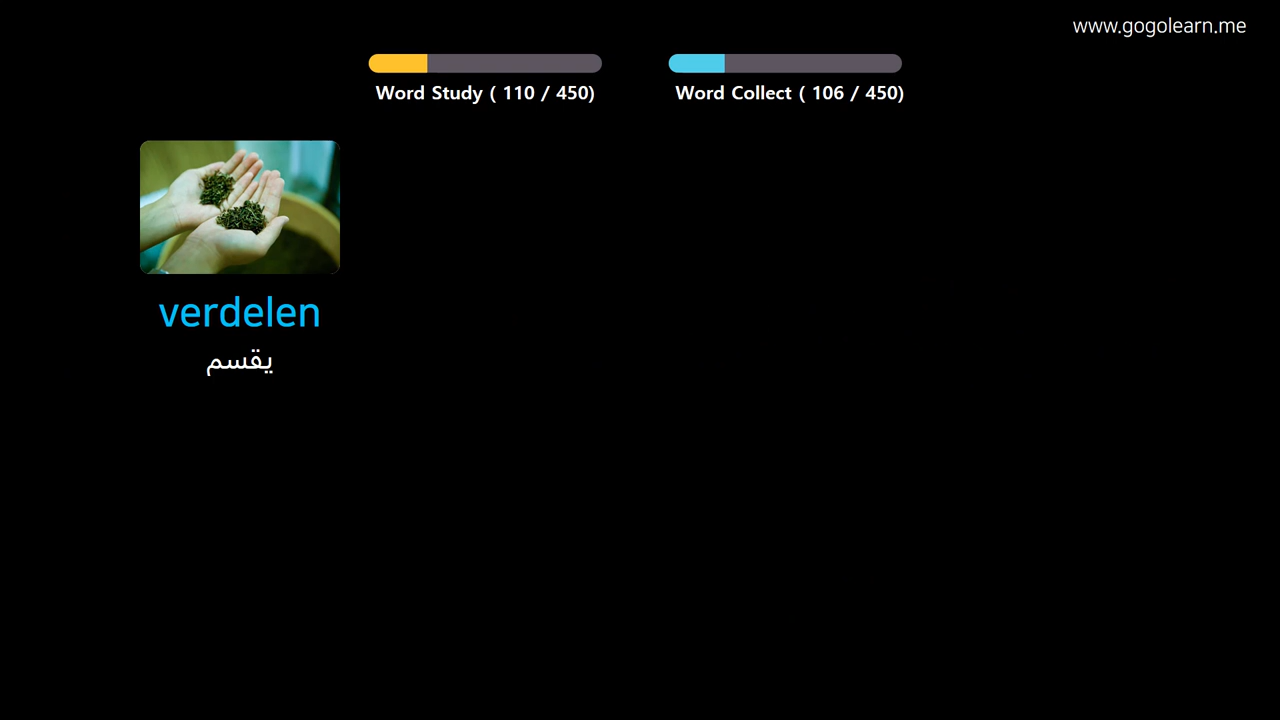 www.gogolearn.me
Word Study ( 110 / 450)
Word Collect ( 106 / 450)
verdelen
يقسم